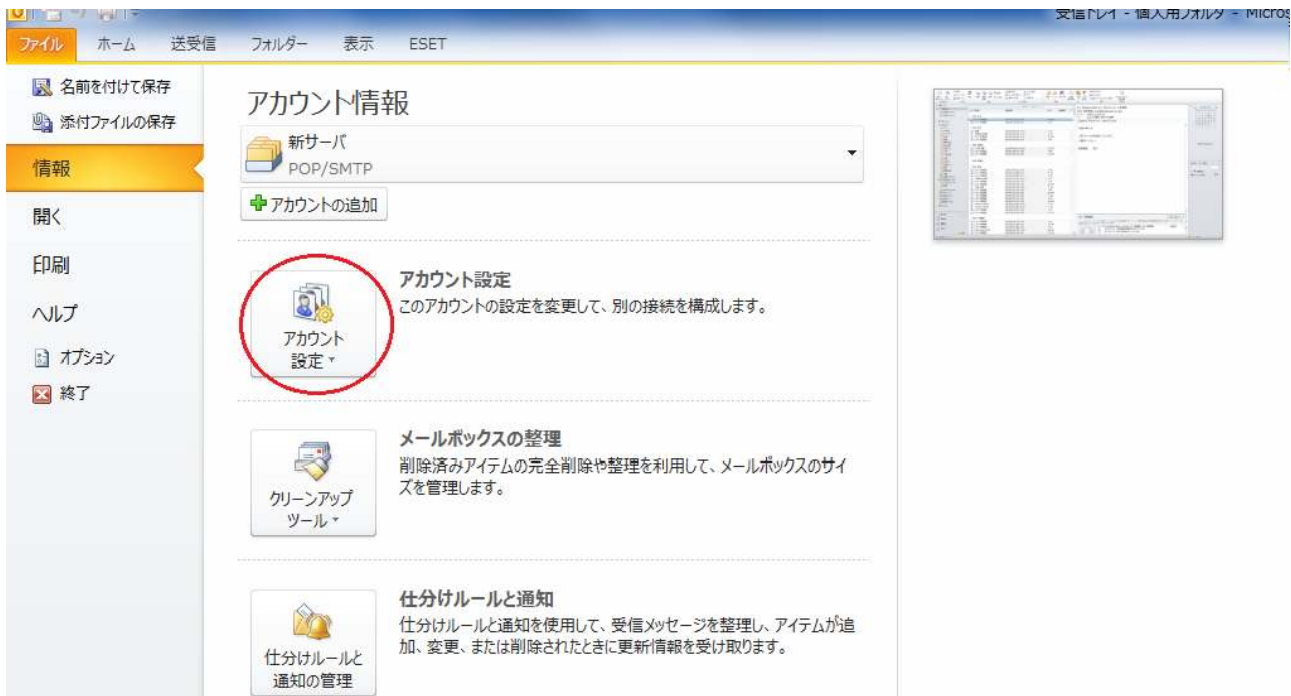 受信トレイ - 個人用フォルダ - Micros
ファイル ホーム 送受信 フォルダー 表示 ESET
名前を付けて保存
添付ファイルの保存
情報
開く
印刷
ヘルプ
オプション
終了
アカウント情報
新サーバ
POP/SMTP
アカウントの追加
アカウント
設定
アカウント設定
このアカウントの設定を変更して、別の接続を構成します。
クリーンアップ
ツール
メールボックスの整理
削除済みアイテムの完全削除や整理を利用して、メールボックスのサイ
ズを管理します。
仕分けルールと
通知の管理
仕分けルールと通知
仕分けルールと通知を使用して、受信メッセージを整理し、アイテムが追
加、変更、または削除されたときに更新情報を受け取ります。